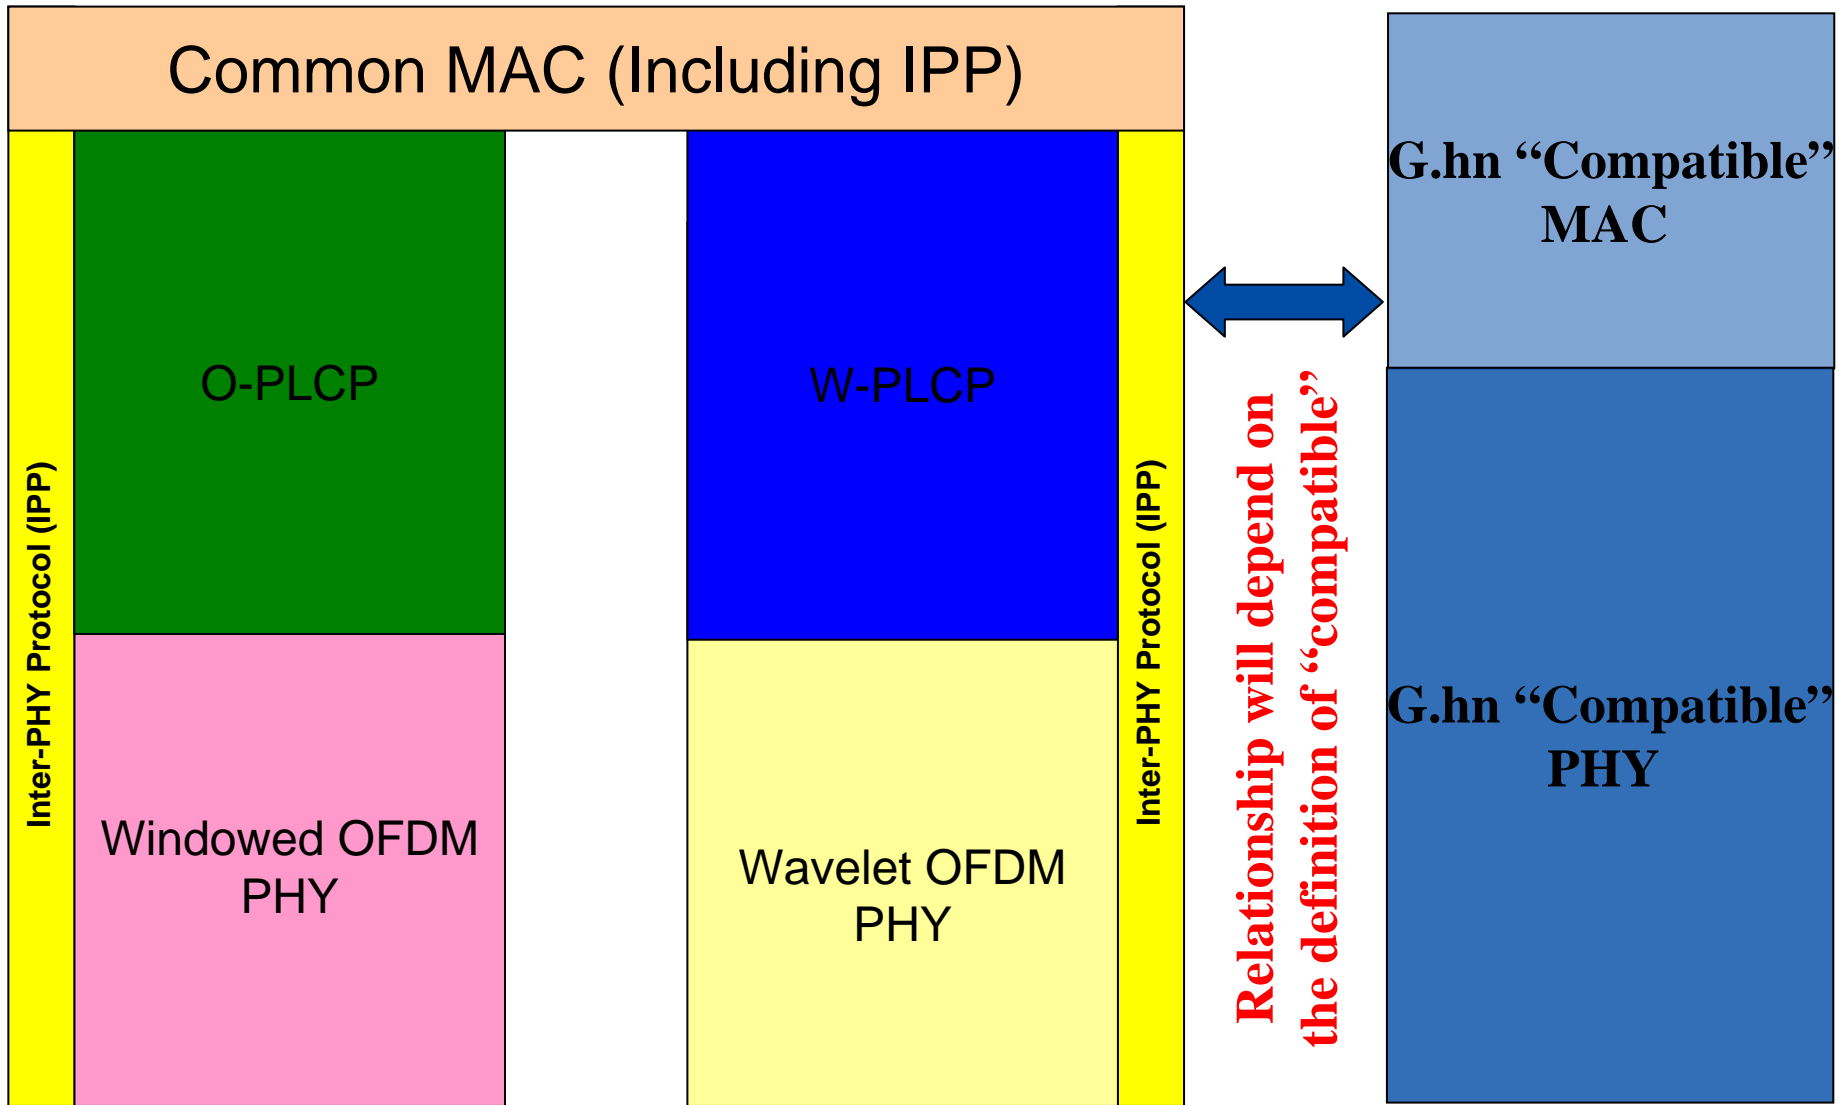 Common MAC (Including IPP)
Inter-PHY Protocol (IPP)
O-PLCP
Windowed OFDM
PHY
W-PLCP
Wavelet OFDM
PHY
Inter-PHY Protocol (IPP)
Relationship will depend on
the definition of “compatible”
G.hn “Compatible”
MAC
G.hn “Compatible”
PHY